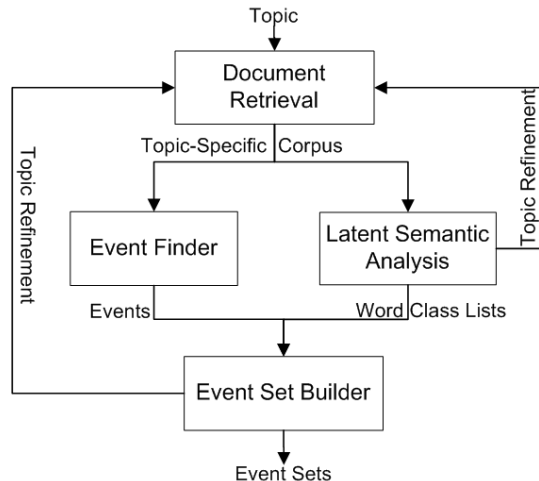 Topic
Document
Retrieval
Topic-Specific Corpus
Topic Refinement
Topic Refinement
Event Finder
Latent Semantic
Analysis
Events
Word Class Lists
Event Set Builder
Event Sets